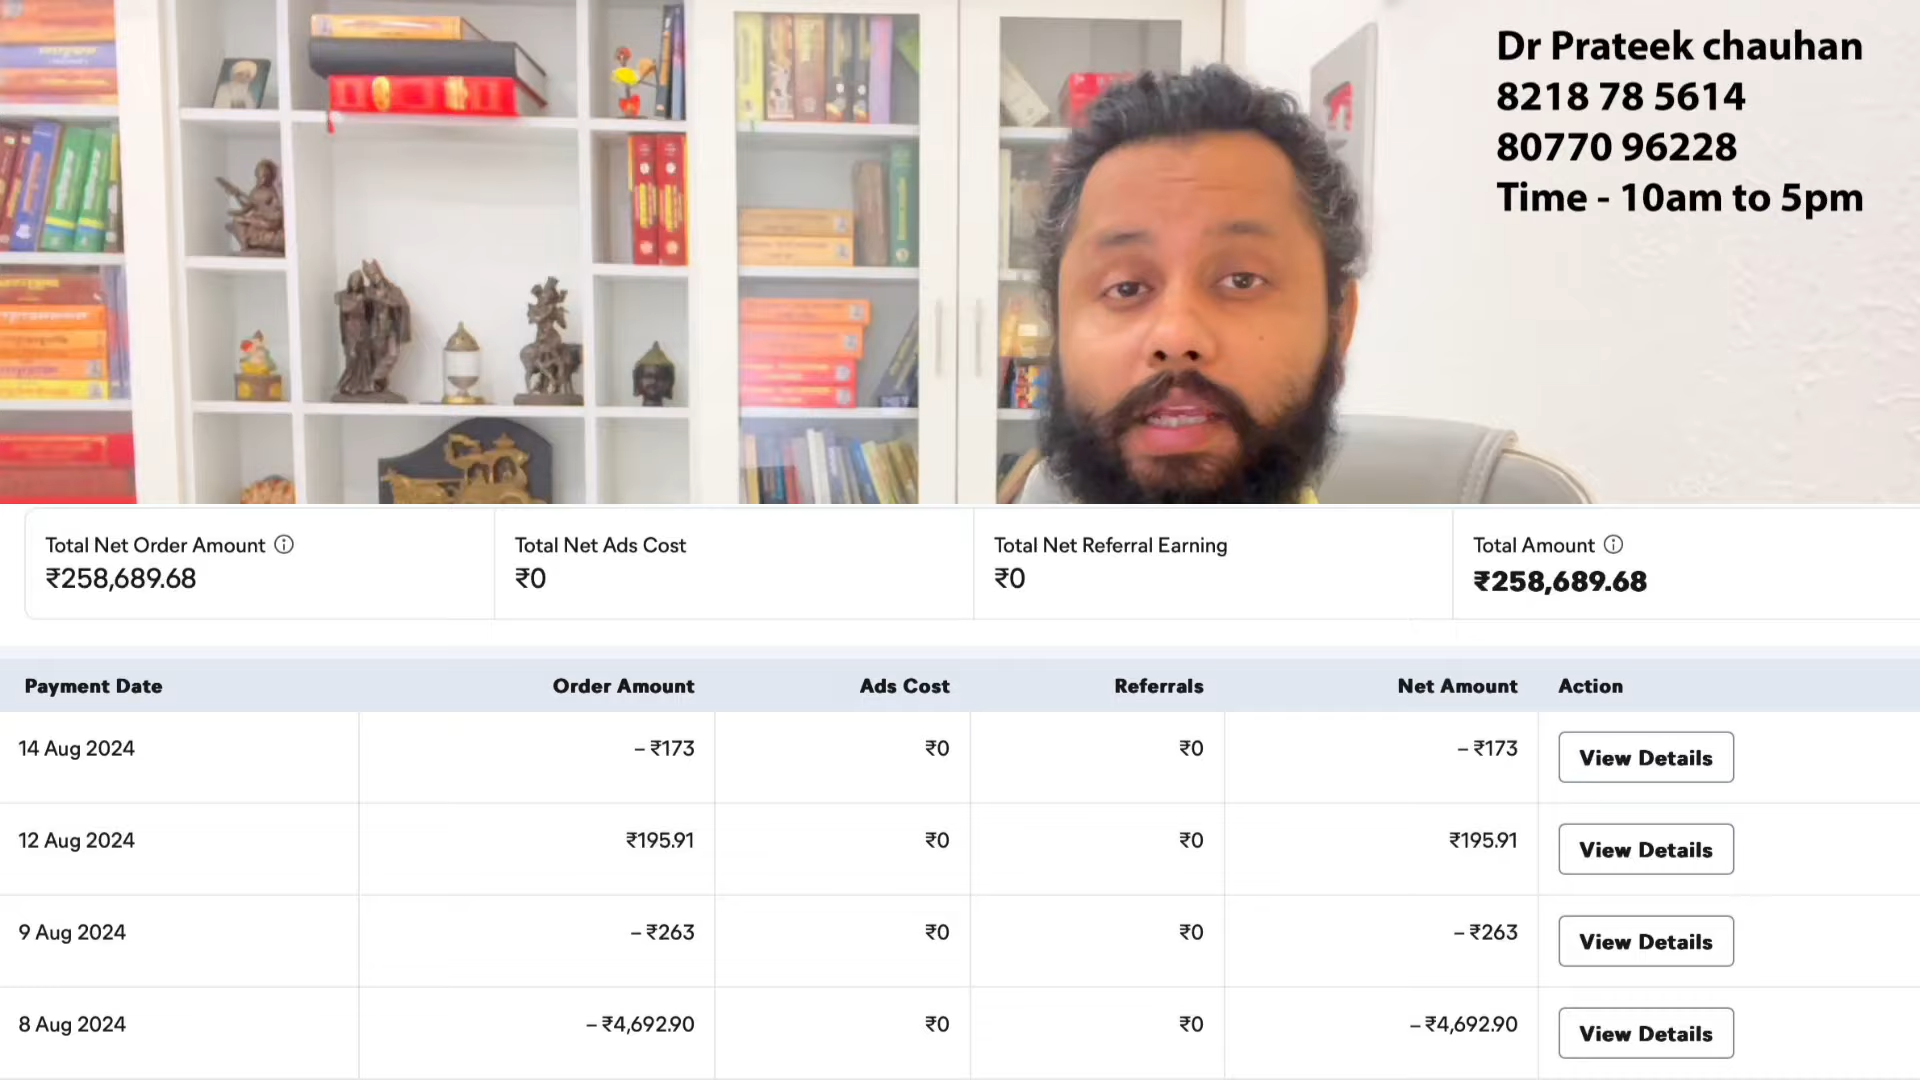 Dr Prateek chauhan
8218 78 5614
80770 96228
Time - 10am to 5pm
Total Net Order Amount
₹258,689.68
Total Net Ads Cost
₹0
Total Net Referral Earning
₹0
Total Amount
₹258,689.68
Payment Date Order Amount Ads Cost Referrals Net Amount Action
14 Aug 2024 – ₹173 ₹0 ₹0 – ₹173 View Details
12 Aug 2024 ₹195.91 ₹0 ₹0 ₹195.91 View Details
9 Aug 2024 – ₹263 ₹0 ₹0 – ₹263 View Details
8 Aug 2024 – ₹4,692.90 ₹0 ₹0 – ₹4,692.90 View Details